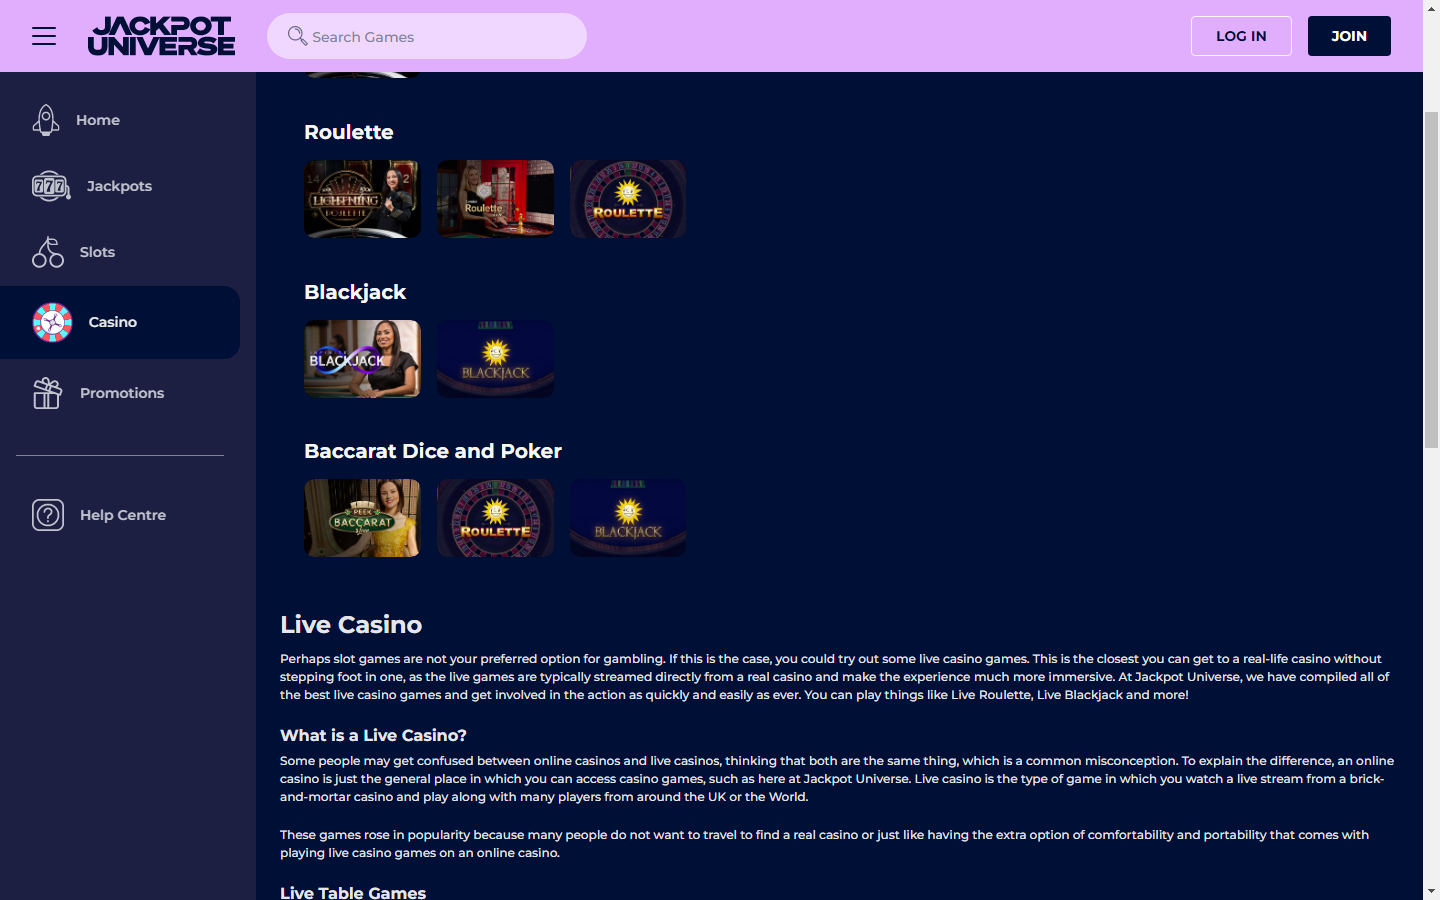 JACKPOT
UNIVERSE
Search Games
LOG IN
JOIN
Home
Jackpots
Slots
Casino
Promotions
Help Centre
Roulette
14
2
LIGHTNING
ROULETTE
Roulette
ROULETTE
Blackjack
INFINITE
BLACKJACK
BLACKJACK
Baccarat Dice and Poker
PEEK
BACCARAT
Live
ROULETTE
BLACKJACK
Live Casino
Perhaps slot games are not your preferred option for gambling. If this is the case, you could try out some live casino games. This is the closest you can get to a real-life casino without
stepping foot in one, as the live games are typically streamed directly from a real casino and make the experience much more immersive. At Jackpot Universe, we have compiled all of
the best live casino games and get involved in the action as quickly and easily as ever. You can play things like Live Roulette, Live Blackjack and more!
What is a Live Casino?
Some people may get confused between online casinos and live casinos, thinking that both are the same thing, which is a common misconception. To explain the difference, an online
casino is just the general place in which you can access casino games, such as here at Jackpot Universe. Live casino is the type of game in which you watch a live stream from a brick-
and-mortar casino and play along with many players from around the UK or the World.
These games rose in popularity because many people do not want to travel to find a real casino or just like having the extra option of comfortability and portability that comes with
playing live casino games on an online casino.
Live Table Games